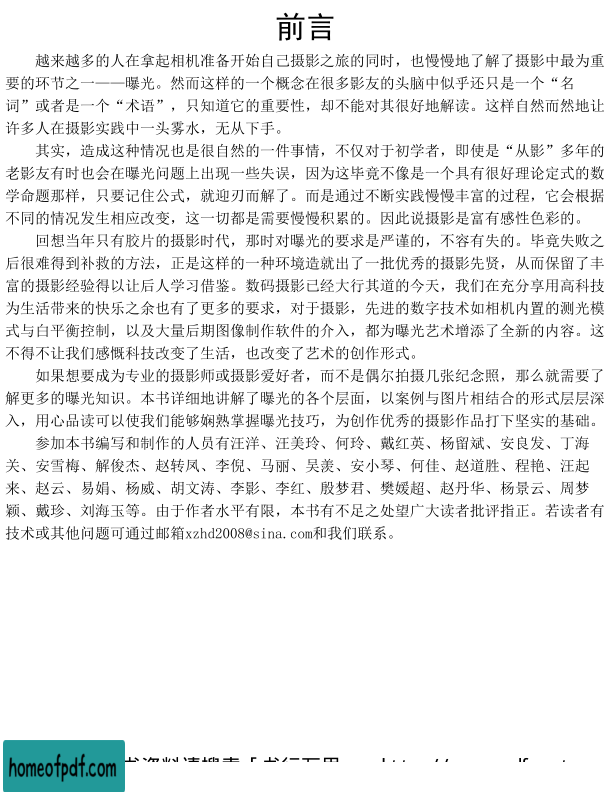 前言
越来越多的人在拿起相机准备开始自己摄影之旅的同时，也慢慢地了解了摄影中最为重
要的环节之一——曝光。然而这样的一个概念在很多影友的头脑中似乎还只是一个“名
词”或者是一个“术语”，只知道它的重要性，却不能对其很好地解读。这样自然而然地让
许多人在摄影实践中一头雾水，无从下手。
其实，造成这种情况也是很自然的一件事情，不仅对于初学者，即使是“从影”多年的
老影友有时也会在曝光问题上出现一些失误，因为这毕竟不像是一个具有很好理论定式的数
学命题那样，只要记住公式，就迎刃而解了。而是通过不断实践慢慢丰富的过程，它会根据
不同的情况发生相应改变，这一切都是需要慢慢积累的。因此说摄影是富有感性色彩的。
回想当年只有胶片的摄影时代，那时对曝光的要求是严谨的，不容有失的。毕竟失败之
后很难得到补救的方法，正是这样的一种环境造就出了一批优秀的摄影先贤，从而保留了丰
富的摄影经验得以让后人学习借鉴。数码摄影已经大行其道的今天，我们在充分享用高科技
为生活带来的快乐之余也有了更多的要求，对于摄影，先进的数字技术如相机内置的测光模
式与白平衡控制，以及大量后期图像制作软件的介入，都为曝光艺术增添了全新的内容。这
不得不让我们感慨科技改变了生活，也改变了艺术的创作形式。
如果想要成为专业的摄影师或摄影爱好者，而不是偶尔拍摄几张纪念照，那么就需要了
解更多的曝光知识。本书详细地讲解了曝光的各个层面，以案例与图片相结合的形式层层深
入，用心品读可以使我们能够娴熟掌握曝光技巧，为创作优秀的摄影作品打下坚实的基础。
参加本书编写和制作的人员有汪洋、汪美玲、何玲、戴红英、杨留斌、安良发、丁海
关、安雪梅、解俊杰、赵转凤、李倪、马丽、吴羡、安小琴、何佳、赵道胜、程艳、汪起
来、赵云、易娟、杨威、胡文涛、李影、李红、殷梦君、樊媛超、赵丹华、杨景云、周梦
颖、戴珍、刘海玉等。由于作者水平有限，本书有不足之处望广大读者批评指正。若读者有
技术或其他问题可通过邮箱xzhd2008@sina.com和我们联系。
homeofpdf.com